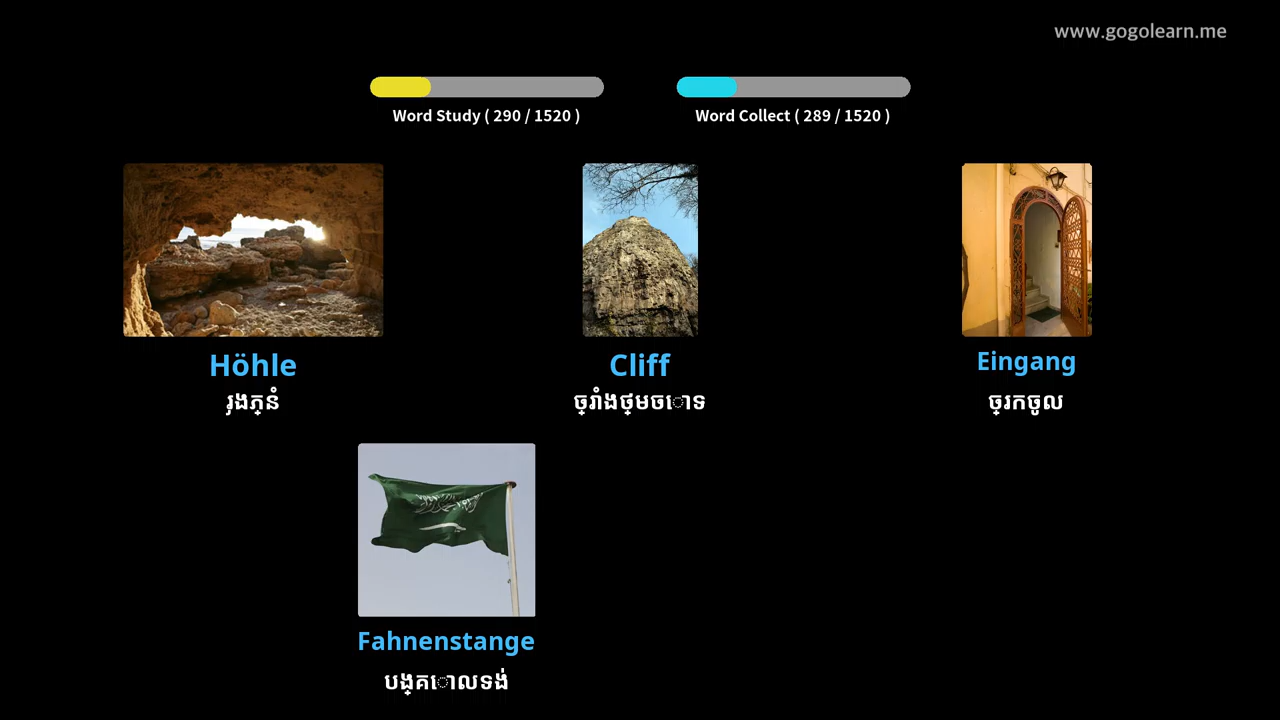 www.gogolearn.me
Word Study ( 290 / 1520 )
Word Collect ( 289 / 1520 )
Höhle
Cliff
Eingang
រូងភ្នំ
ច្រាំងថ្មចោទ
ច្រកចូល
Fahnenstange
បង្គោលទង់